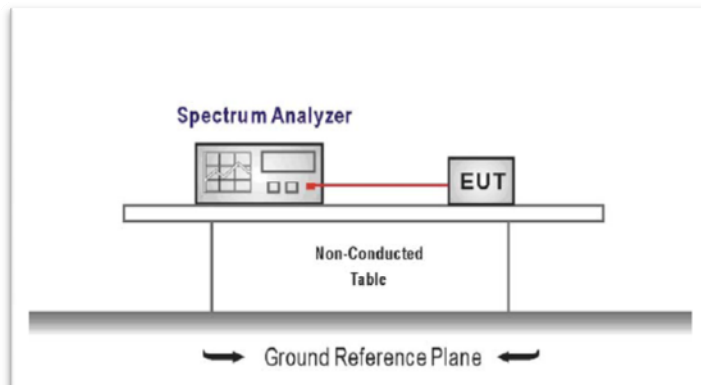 Spectrum Analyzer
EUT
Non-Conducted
Table
Ground Reference Plane